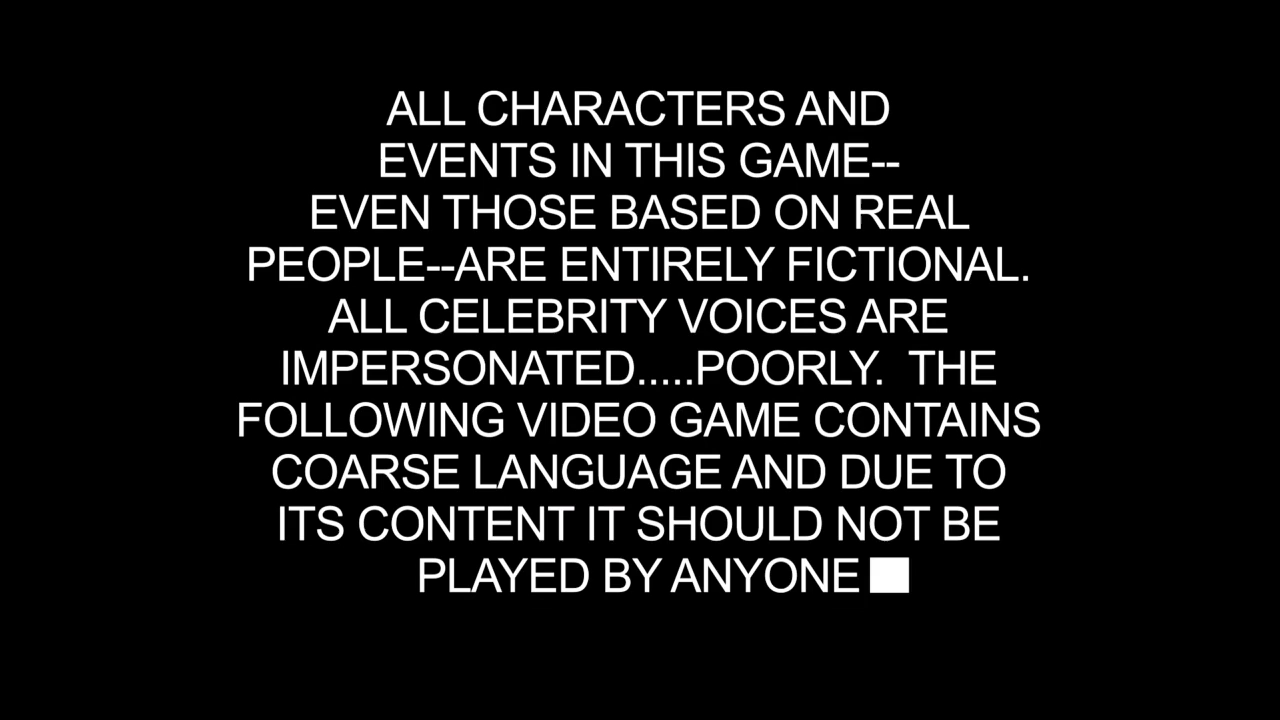 ALL CHARACTERS AND
EVENTS IN THIS GAME--
EVEN THOSE BASED ON REAL
PEOPLE--ARE ENTIRELY FICTIONAL.
ALL CELEBRITY VOICES ARE
IMPERSONATED.....POORLY.  THE
FOLLOWING VIDEO GAME CONTAINS
COARSE LANGUAGE AND DUE TO
ITS CONTENT IT SHOULD NOT BE
PLAYED BY ANYONE